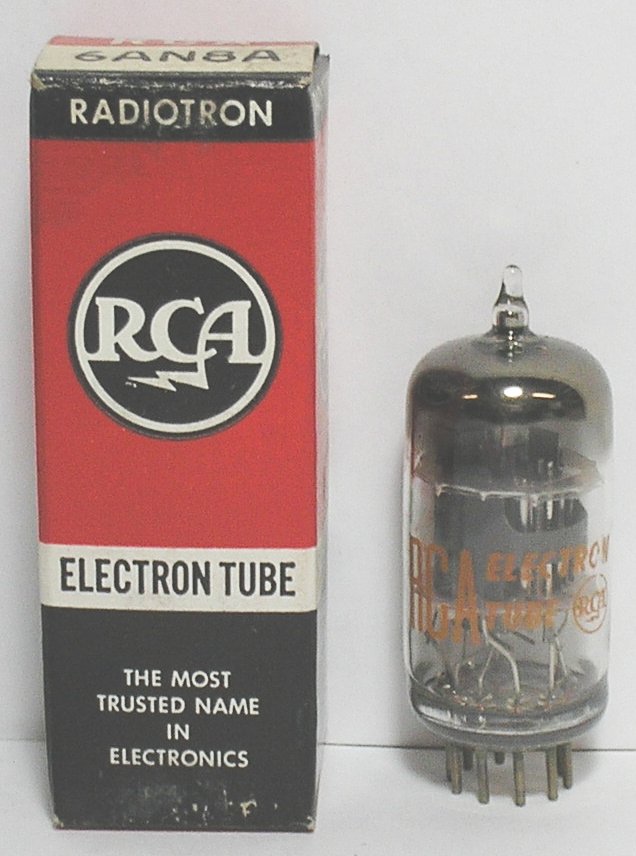 6AN8A
RADIOTRON
RCA
ELECTRON TUBE
THE MOST
TRUSTED NAME
IN
ELECTRONICS
RCA ELECTRON
TUBE RCA